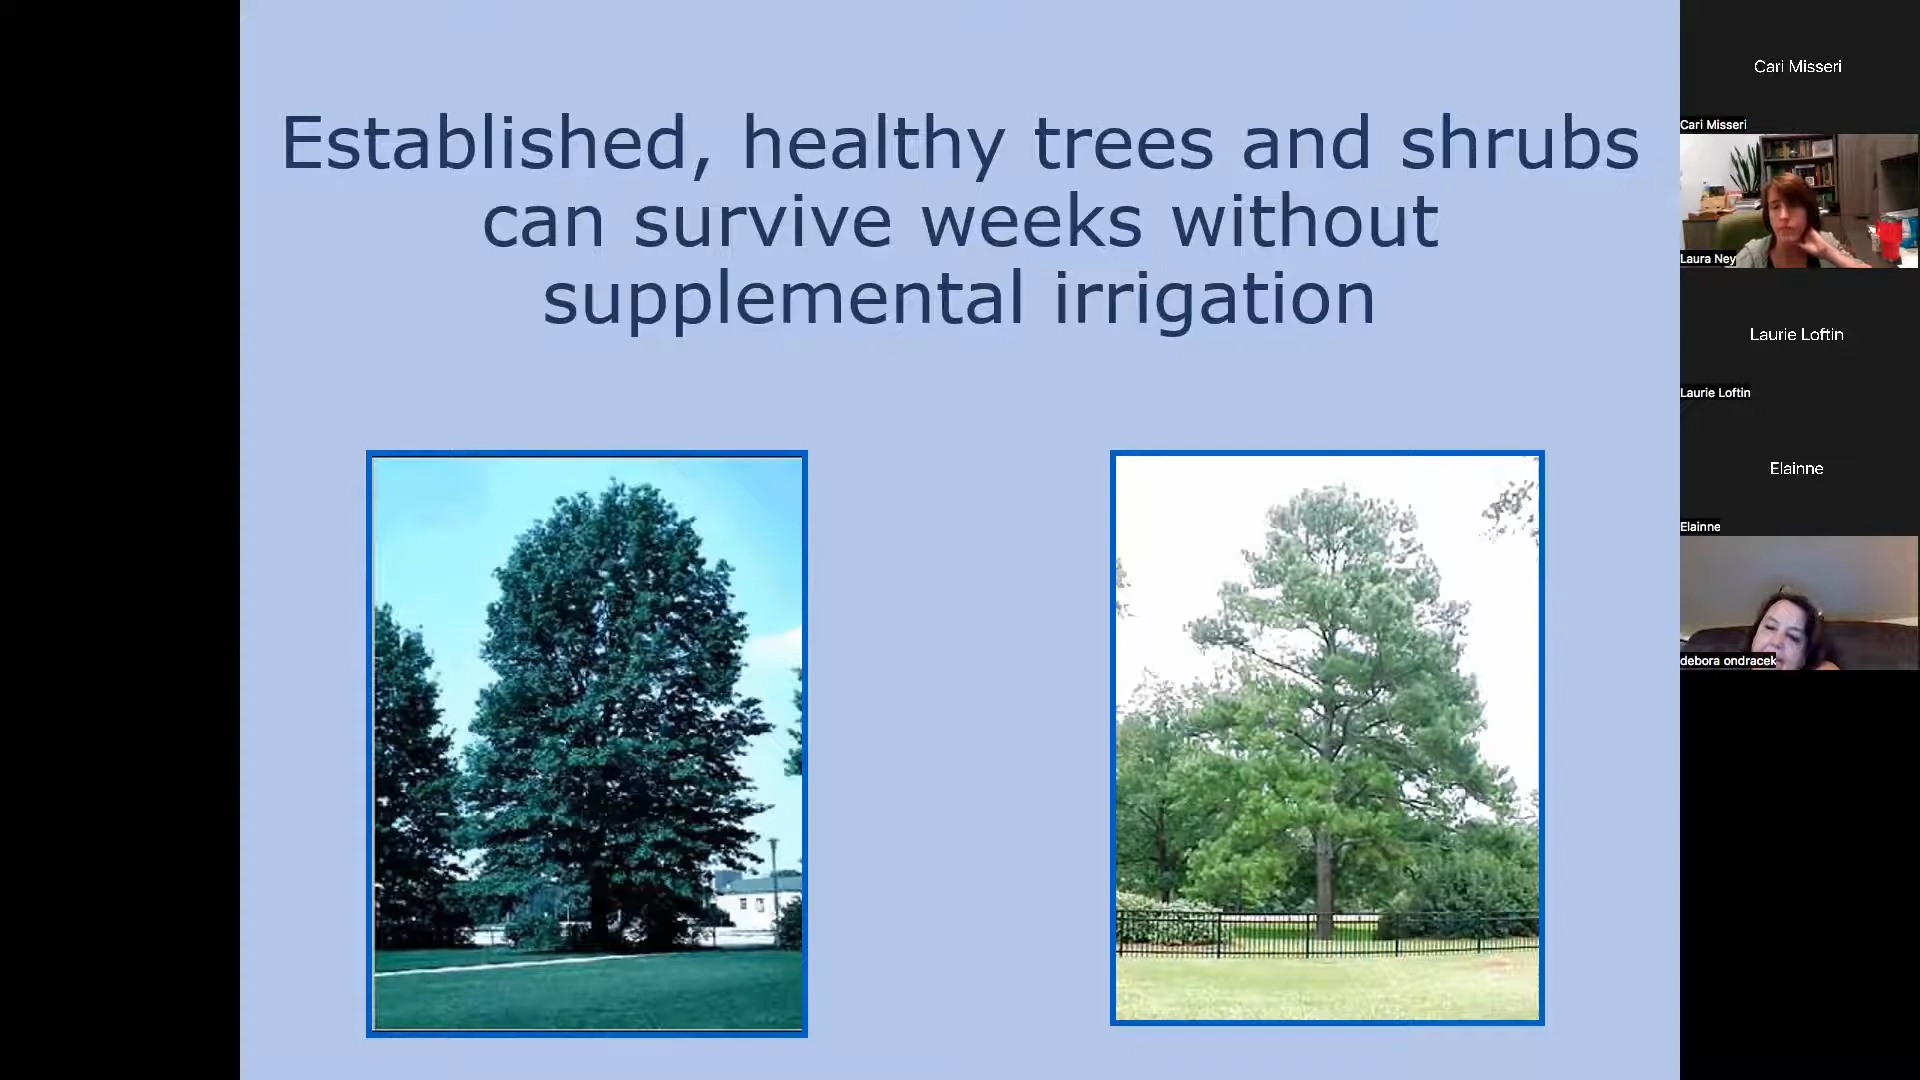 Established, healthy trees and shrubs
can survive weeks without
supplemental irrigation
Cari Misseri
Cari Misseri
Laura Ney
Laurie Loftin
Laurie Loftin
Elainne
Elainne
debora ondracek